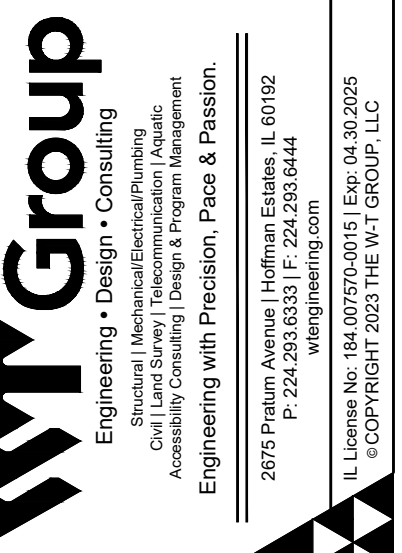 WT Group
Engineering • Design • Consulting
Structural | Mechanical/Electrical/Plumbing
Civil | Land Survey | Telecommunication | Aquatic
Accessibility Consulting | Design & Program Management
Engineering with Precision, Pace & Passion.
2675 Pratum Avenue | Hoffman Estates, IL 60192
P: 224.293.6333 | F: 224.293.6444
wtengineering.com
IL License No: 184.007570-0015 | Exp: 04.30.2025
© COPYRIGHT 2023 THE W-T GROUP, LLC